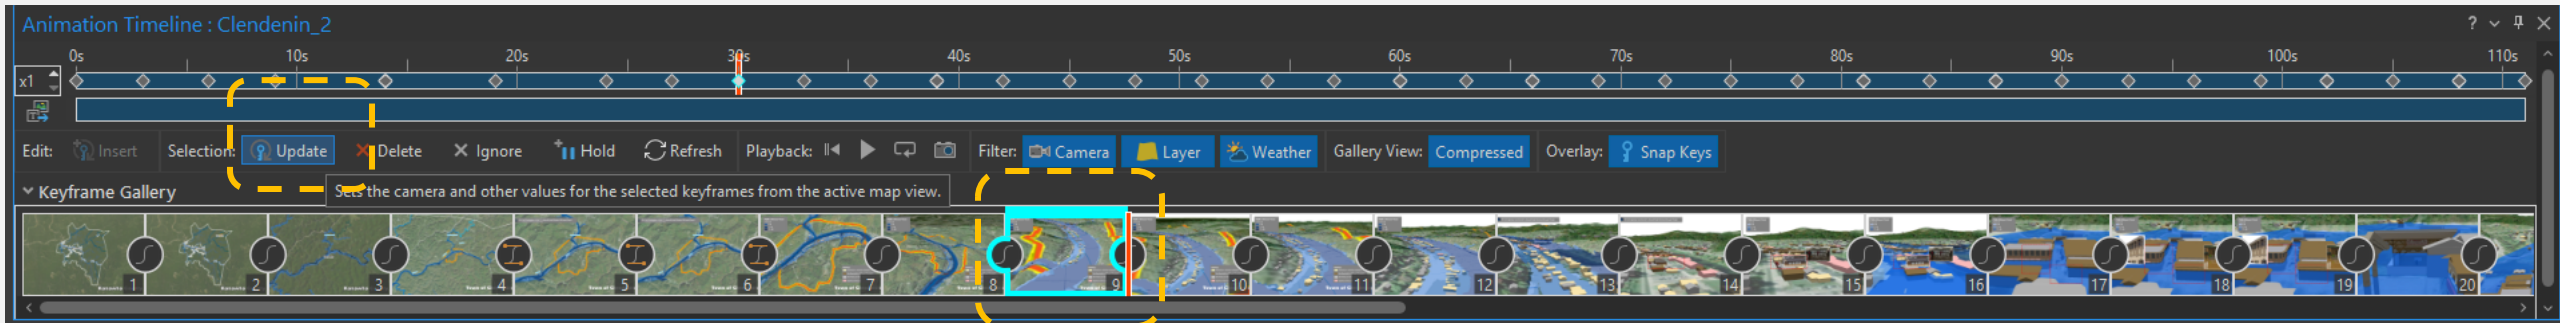 Animation Timeline : Clendenin_2
?
0s 10s 20s 30s 40s 50s 60s 70s 80s 90s 100s 110s
x1
Edit: Insert Selection: Update Delete Ignore Hold Refresh Playback: Filter: Camera Layer Weather Gallery View: Compressed Overlay: Snap Keys
Keyframe Gallery
Sets the camera and other values for the selected keyframes from the active map view.
1 2 3 4 5 6 7 8 9 10 11 12 13 14 15 16 17 18 19 20